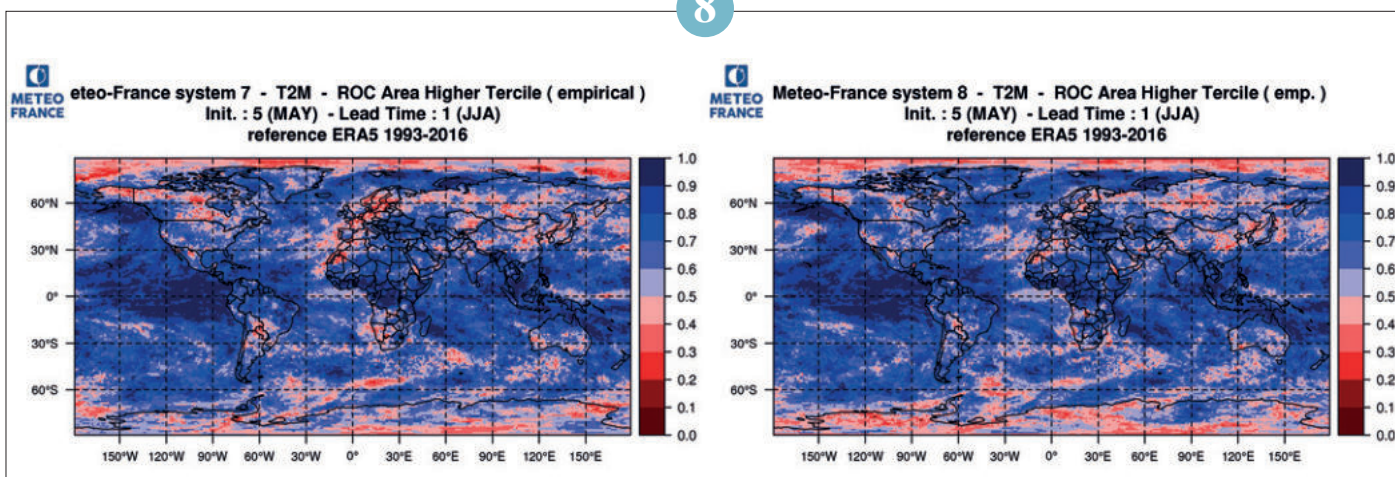 8
METEO
FRANCE
eteo-France system 7 - T2M - ROC Area Higher Tercile ( empirical )
Init. : 5 (MAY) - Lead Time : 1 (JJA)
reference ERA5 1993-2016
60°N
30°N
0°
30°S
60°S
150°W 120°W 90°W 60°W 30°W 0° 30°E 60°E 90°E 120°E 150°E
1.0
0.9
0.8
0.7
0.6
0.5
0.4
0.3
0.2
0.1
0.0
METEO
FRANCE
Meteo-France system 8 - T2M - ROC Area Higher Tercile ( emp. )
Init. : 5 (MAY) - Lead Time : 1 (JJA)
reference ERA5 1993-2016
60°N
30°N
0°
30°S
60°S
150°W 120°W 90°W 60°W 30°W 0° 30°E 60°E 90°E 120°E 150°E
1.0
0.9
0.8
0.7
0.6
0.5
0.4
0.3
0.2
0.1
0.0